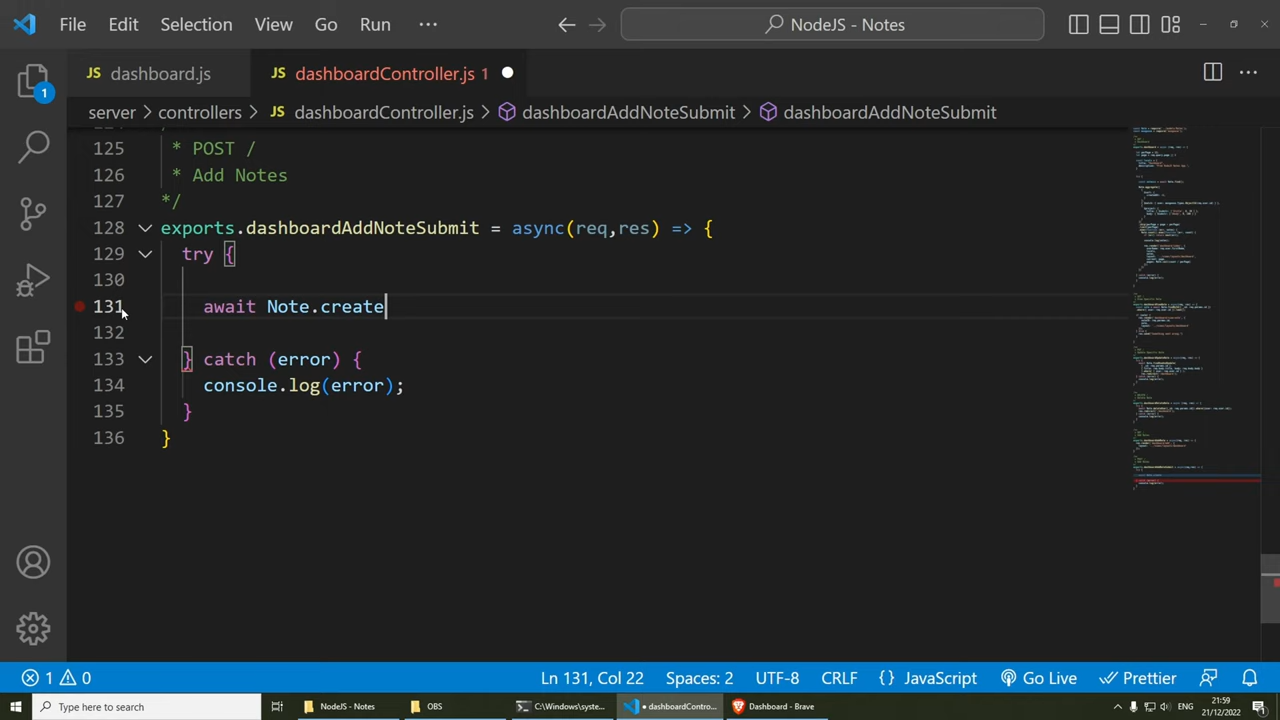 File Edit Selection View Go Run ··· NodeJS - Notes
JS dashboard.js JS dashboardController.js 1
server > controllers > JS dashboardController.js > dashboardAddNoteSubmit > dashboardAddNoteSubmit
125 * POST /
126 * Add Notes
127 */
128 exports.dashboardAddNoteSubmit = async(req,res) => {
129 try {
130
131 await Note.create
132
133 } catch (error) {
134 console.log(error);
135 }
136 }
1
1 0 Ln 131, Col 22 Spaces: 2 UTF-8 CRLF {} JavaScript Go Live Prettier
Type here to search NodeJS - Notes OBS C:\Windows\syste... • dashboardContro... Dashboard - Brave ENG 21:59
21/12/2022